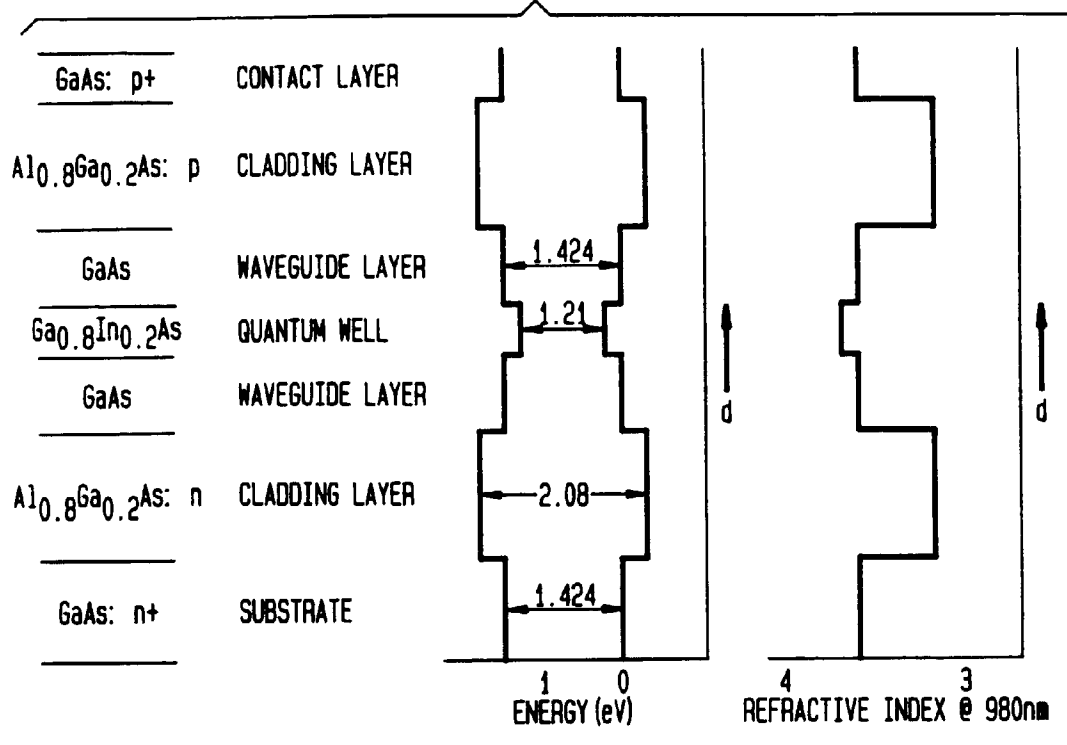 GaAs: p+ CONTACT LAYER
Al0.8Ga0.2As: p CLADDING LAYER
GaAs WAVEGUIDE LAYER 1.424
Ga0.8In0.2As QUANTUM WELL 1.21
GaAs WAVEGUIDE LAYER
d d
Al0.8Ga0.2As: n CLADDING LAYER 2.08
GaAs: n+ SUBSTRATE 1.424
1 0 4 3
ENERGY (eV) REFRACTIVE INDEX @ 980nm